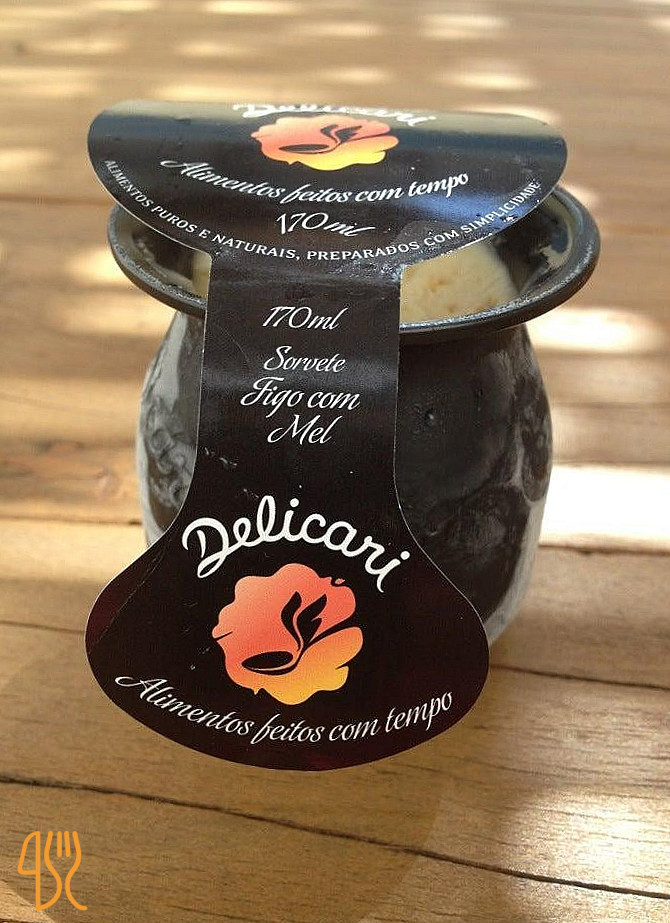 Delicari
Alimentos feitos com tempo
170ml
ALIMENTOS PUROS E NATURAIS, PREPARADOS COM SIMPLICIDADE
170ml
Sorvete
Figo com
Mel
Delicari
Alimentos feitos com tempo